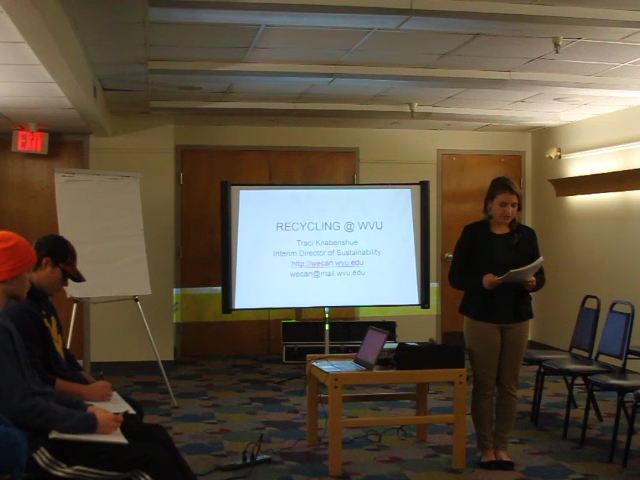 EXIT
RECYCLING @ WVU
Traci Knabenshue
Interim Director of Sustainability
http://wecan.wvu.edu
wecan@mail.wvu.edu